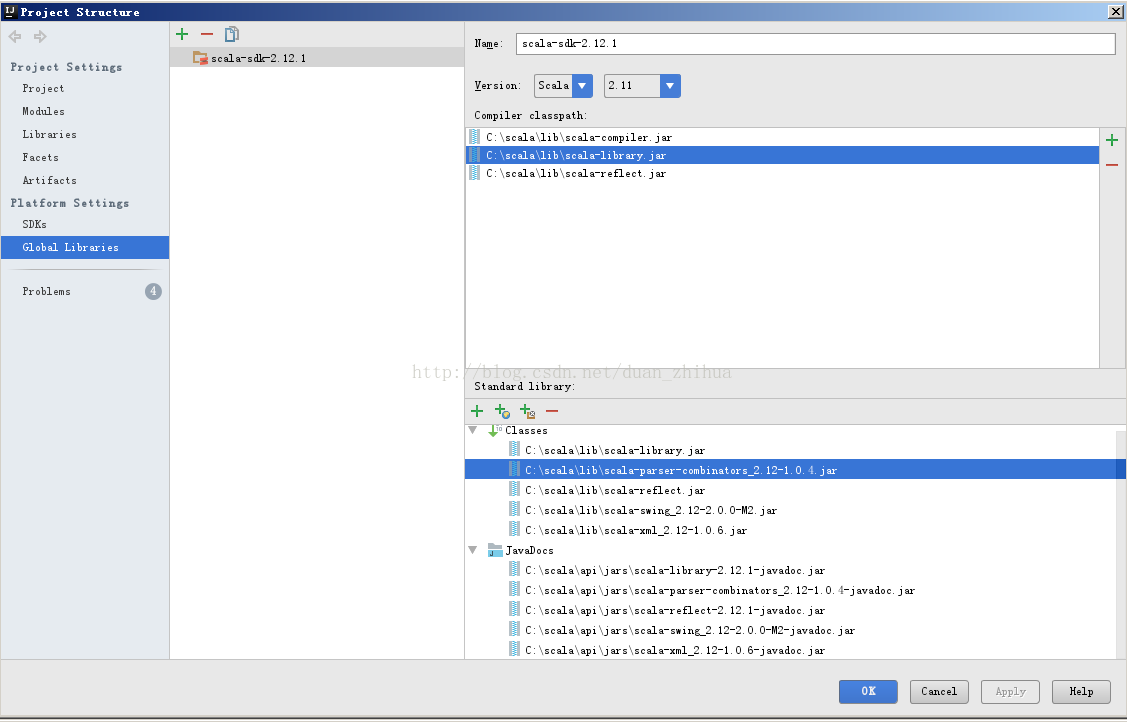 Project Structure
Project Settings
Project
Modules
Libraries
Facets
Artifacts
Platform Settings
SDKs
Global Libraries
Problems
4
scala-sdk-2.12.1
Name: scala-sdk-2.12.1
Version: Scala 2.11
Compiler classpath:
C:\scala\lib\scala-compiler.jar
C:\scala\lib\scala-library.jar
C:\scala\lib\scala-reflect.jar
http://blog.csdn.net/duan_zhihua
Standard library:
Classes
C:\scala\lib\scala-library.jar
C:\scala\lib\scala-parser-combinators_2.12-1.0.4.jar
C:\scala\lib\scala-reflect.jar
C:\scala\lib\scala-swing_2.12-2.0.0-M2.jar
C:\scala\lib\scala-xml_2.12-1.0.6.jar
JavaDocs
C:\scala\api\jars\scala-library-2.12.1-javadoc.jar
C:\scala\api\jars\scala-parser-combinators_2.12-1.0.4-javadoc.jar
C:\scala\api\jars\scala-reflect-2.12.1-javadoc.jar
C:\scala\api\jars\scala-swing_2.12-2.0.0-M2-javadoc.jar
C:\scala\api\jars\scala-xml_2.12-1.0.6-javadoc.jar
OK
Cancel
Apply
Help